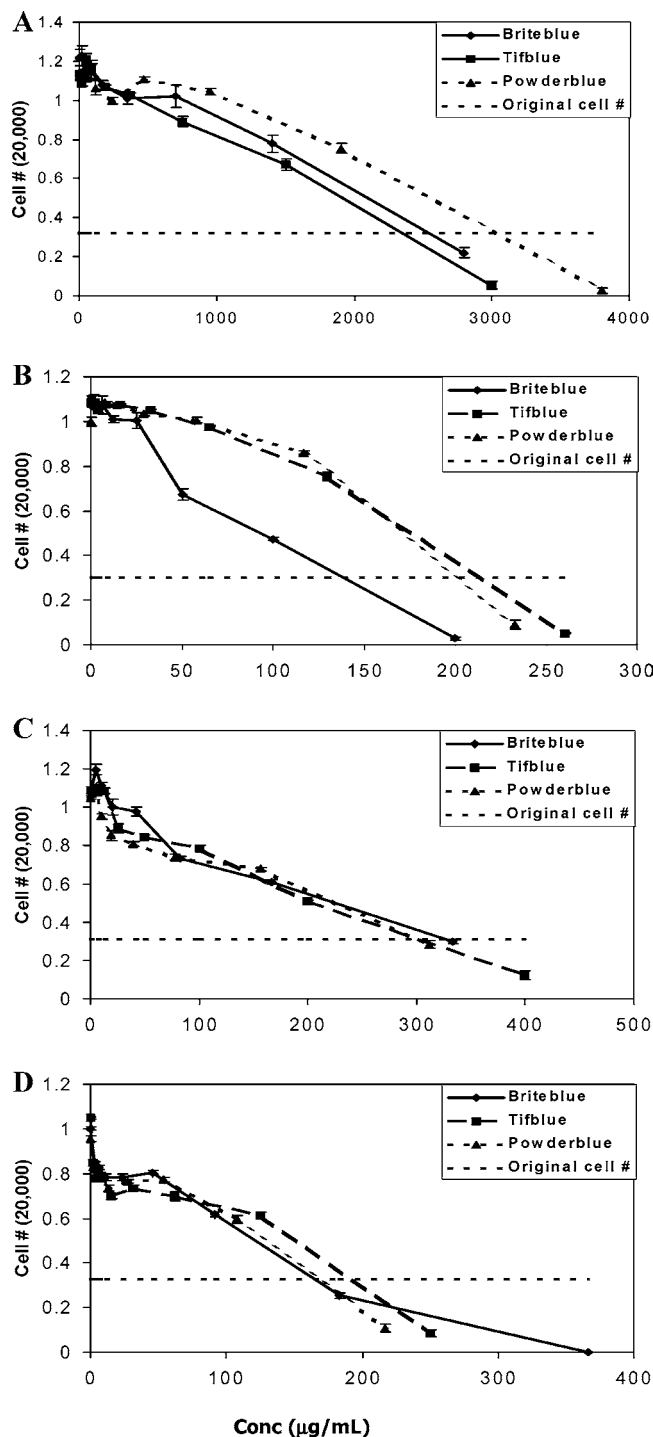 A
1.4
1.2
1
0.8
0.6
0.4
0.2
0
Cell # (20,000)
0 1000 2000 3000 4000
Briteblue
Tifblue
Powderblue
Original cell #
B
1.2
1
0.8
0.6
0.4
0.2
0
Cell # (20,000)
0 50 100 150 200 250 300
Briteblue
Tifblue
Powderblue
Original cell #
C
1.4
1.2
1
0.8
0.6
0.4
0.2
0
Cell # (20,000)
0 100 200 300 400 500
Briteblue
Tifblue
Powderblue
Original cell #
D
1.2
1
0.8
0.6
0.4
0.2
0
Cell # (20,000)
0 100 200 300 400
Briteblue
Tifblue
Powderblue
Original cell #
Conc (μg/mL)